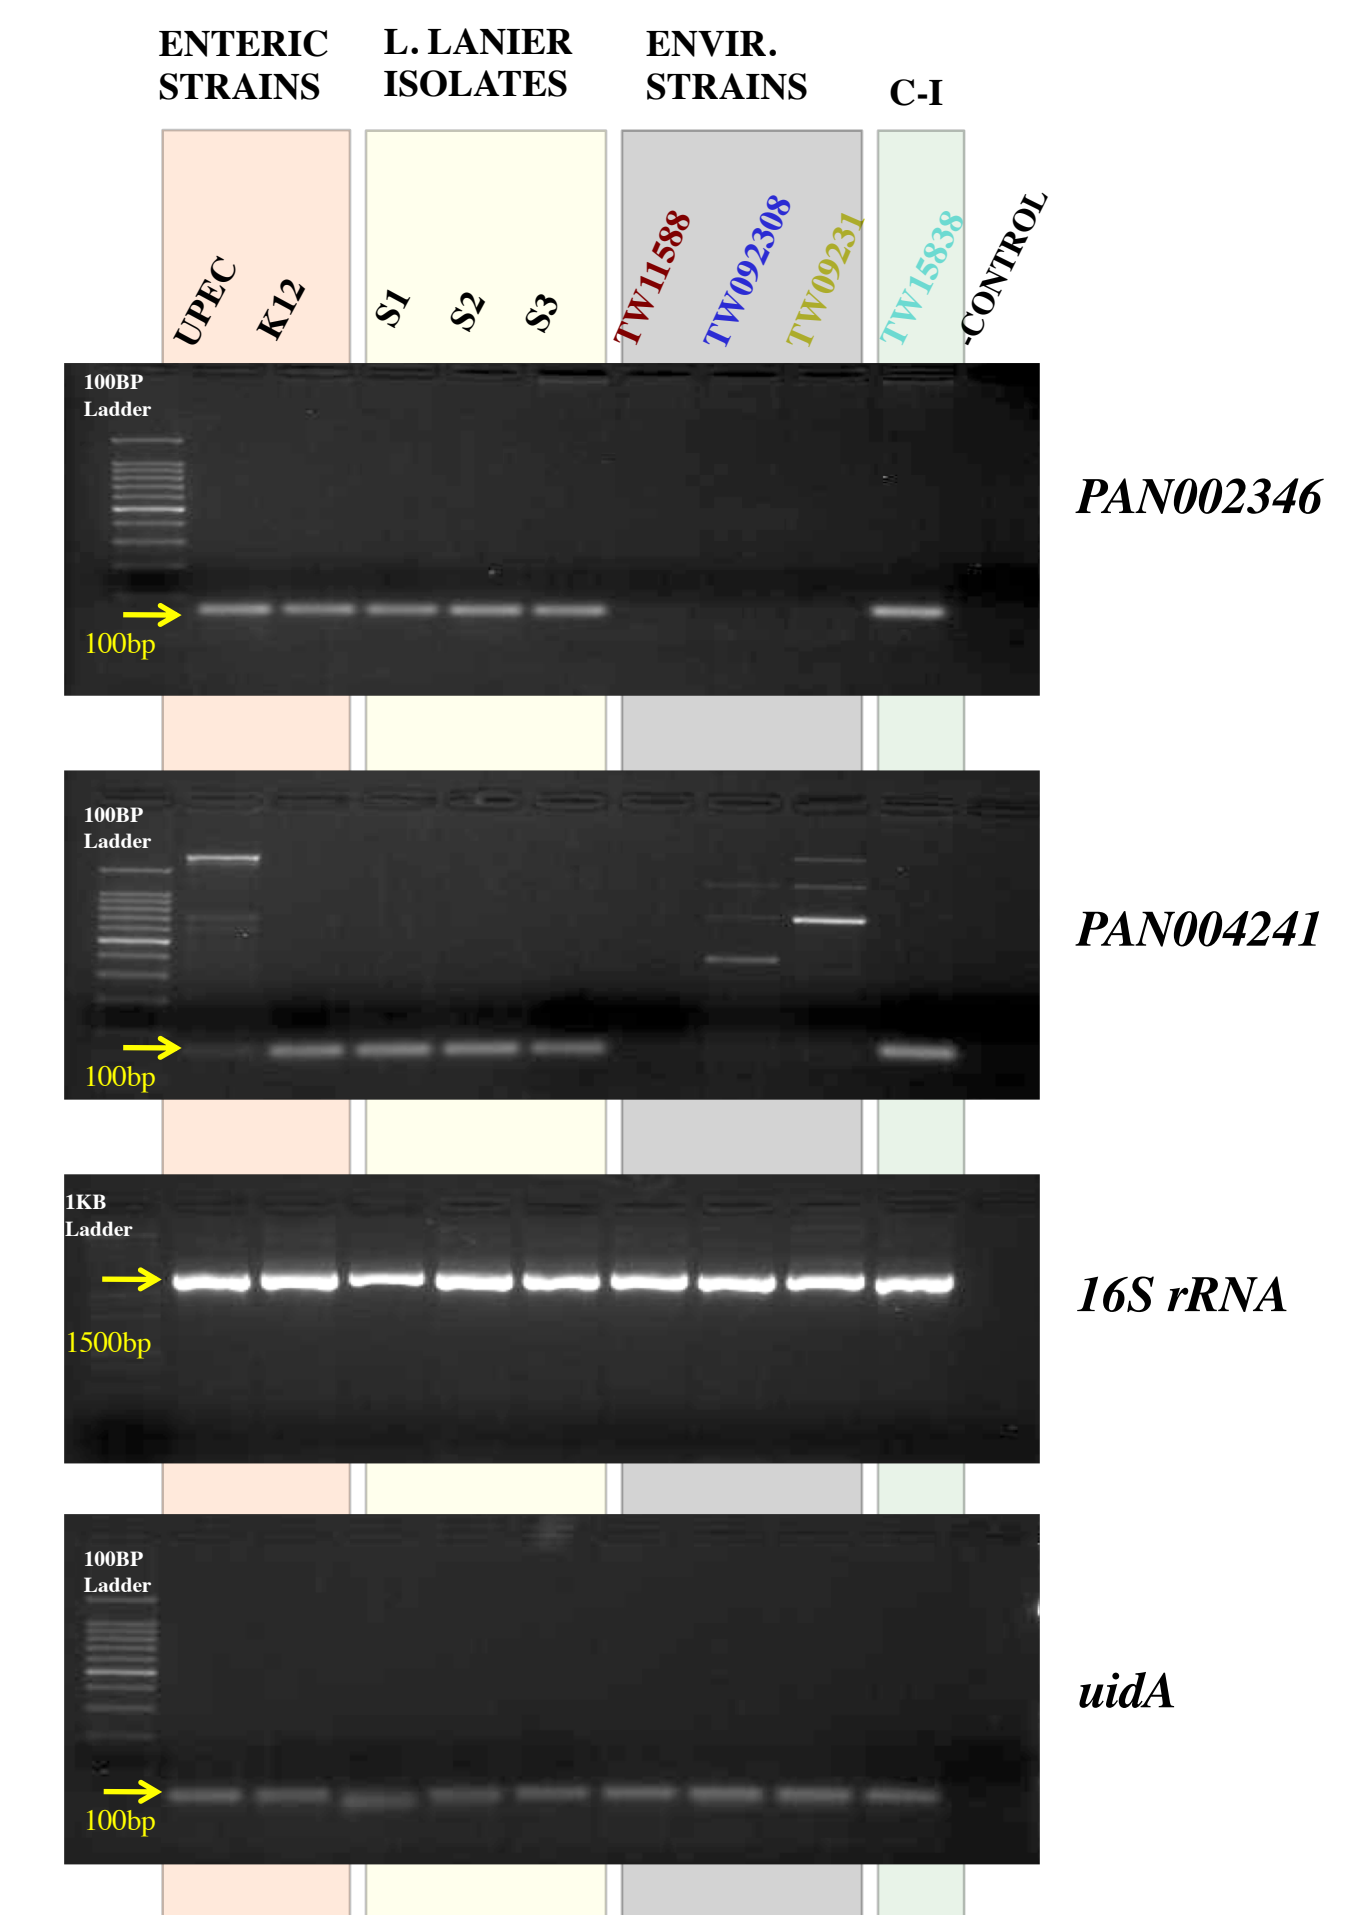 ENTERIC
STRAINS
L. LANIER
ISOLATES
ENVIR.
STRAINS
C-I
UPEC
K12
S1
S2
S3
TW11588
TW092308
TW09231
TW15838
-CONTROL
100BP
Ladder
100bp
PAN002346
100BP
Ladder
100bp
PAN004241
1KB
Ladder
1500bp
16S rRNA
100BP
Ladder
100bp
uidA